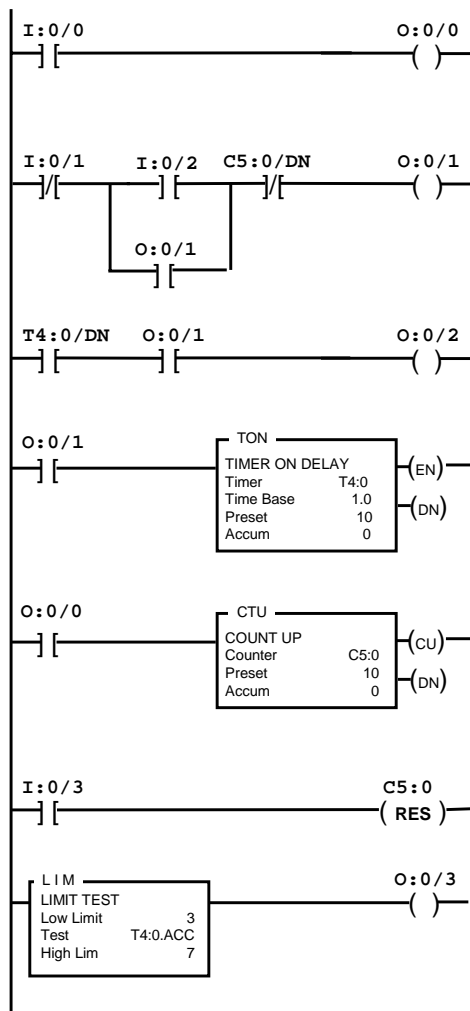 I:0/0 O:0/0
] [ ( )
I:0/1 I:0/2 C5:0/DN O:0/1
]/[ ] [ ]/[ ( )
O:0/1
] [
T4:0/DN O:0/1 O:0/2
] [ ] [ ( )
O:0/1
] [
TON
TIMER ON DELAY
Timer T4:0
Time Base 1.0
Preset 10
Accum 0
(EN)
(DN)
O:0/0
] [
CTU
COUNT UP
Counter C5:0
Preset 10
Accum 0
(CU)
(DN)
I:0/3 C5:0
] [ ( RES )
L I M
LIMIT TEST
Low Limit 3
Test T4:0.ACC
High Lim 7
O:0/3
( )